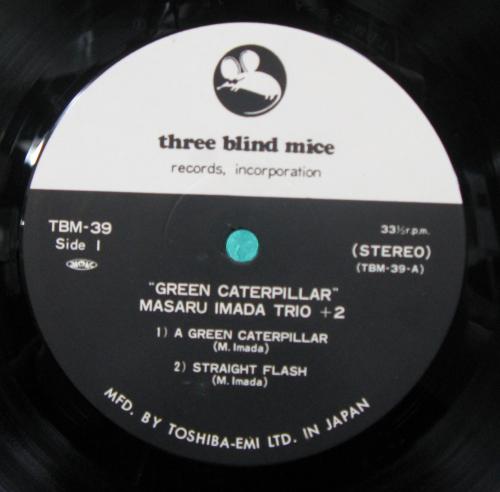 three blind mice
records, incorporation
TBM-39
Side 1
33⅓ r.p.m.
(STEREO)
(TBM-39-A)
"GREEN CATERPILLAR"
MASARU IMADA TRIO +2
1) A GREEN CATERPILLAR
(M. Imada)
2) STRAIGHT FLASH
(M. Imada)
MFD. BY TOSHIBA-EMI LTD. IN JAPAN